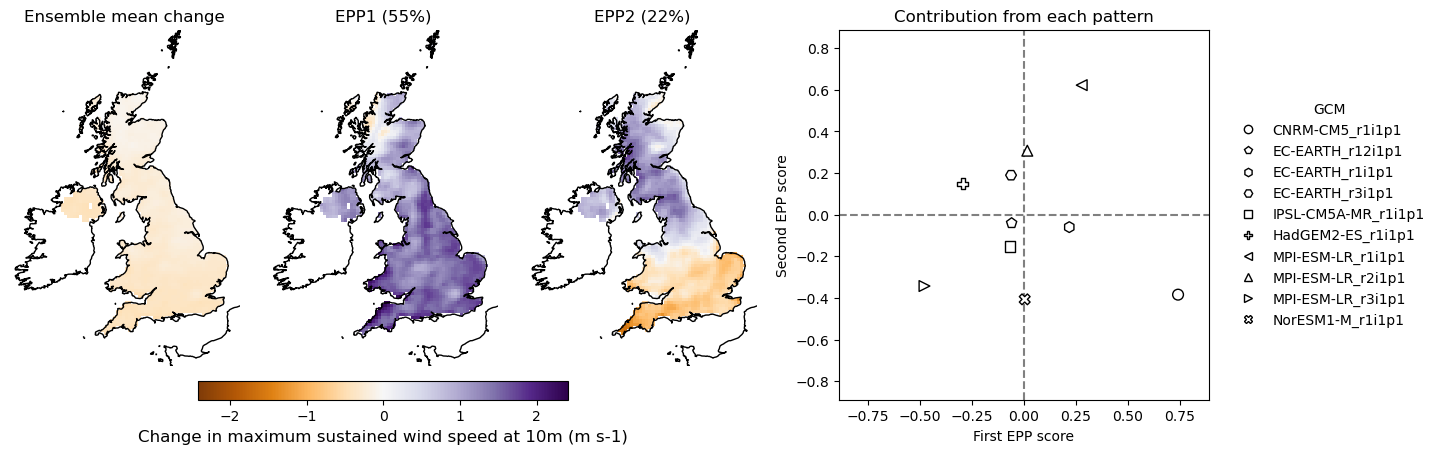 Ensemble mean change
EPP1 (55%)
EPP2 (22%)
Contribution from each pattern
−2
−1
0
1
2
Change in maximum sustained wind speed at 10m (m s-1)
Second EPP score
0.8
0.6
0.4
0.2
0.0
−0.2
−0.4
−0.6
−0.8
−0.75
−0.50
−0.25
0.00
0.25
0.50
0.75
First EPP score
GCM
CNRM-CM5_r1i1p1
EC-EARTH_r12i1p1
EC-EARTH_r1i1p1
EC-EARTH_r3i1p1
IPSL-CM5A-MR_r1i1p1
HadGEM2-ES_r1i1p1
MPI-ESM-LR_r1i1p1
MPI-ESM-LR_r2i1p1
MPI-ESM-LR_r3i1p1
NorESM1-M_r1i1p1